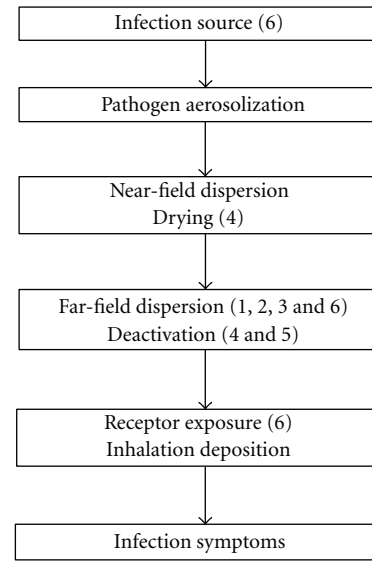 Infection source (6)
Pathogen aerosolization
Near-field dispersion
Drying (4)
Far-field dispersion (1, 2, 3 and 6)
Deactivation (4 and 5)
Receptor exposure (6)
Inhalation deposition
Infection symptoms